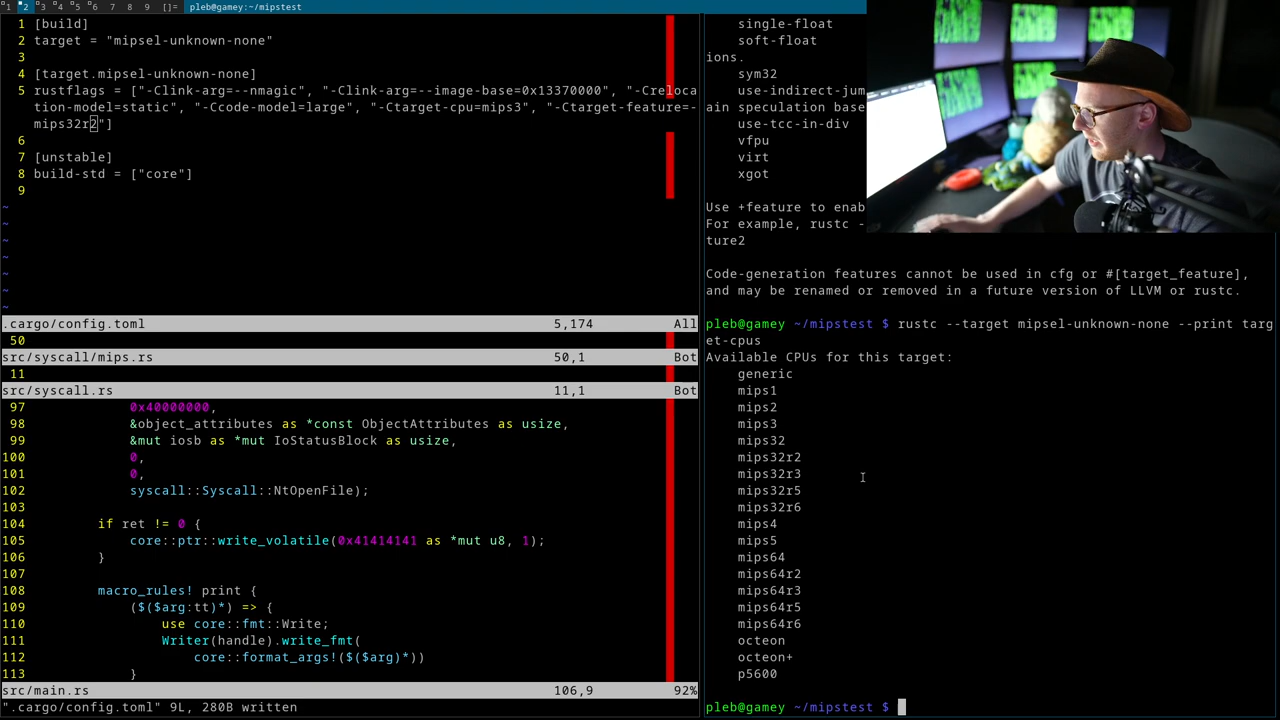 1 2 3 4 5 6 7 8 9 []= pleb@gamey:~/mipstest
1 [build]
2 target = "mipsel-unknown-none"
3
4 [target.mipsel-unknown-none]
5 rustflags = ["-Clink-arg=--nmagic", "-Clink-arg=--image-base=0x13370000", "-Creloca
tion-model=static", "-Ccode-model=large", "-Ctarget-cpu=mips3", "-Ctarget-feature=-
mips32r2"]
6
7 [unstable]
8 build-std = ["core"]
9
~
~
~
~
~
~
~
.cargo/config.toml 5,174 All
50
src/syscall/mips.rs 50,1 Bot
11
src/syscall.rs 11,1 Bot
97 0x40000000,
98 &object_attributes as *const ObjectAttributes as usize,
99 &mut iosb as *mut IoStatusBlock as usize,
100 0,
101 0,
102 syscall::Syscall::NtOpenFile);
103
104 if ret != 0 {
105 core::ptr::write_volatile(0x41414141 as *mut u8, 1);
106 }
107
108 macro_rules! print {
109 ($($arg:tt)*) => {
110 use core::fmt::Write;
111 Writer(handle).write_fmt(
112 core::format_args!($($arg)*))
113 }
src/main.rs 106,9 92%
".cargo/config.toml" 9L, 280B written
single-float
soft-float
ions.
sym32
use-indirect-jum
ain speculation base
use-tcc-in-div
vfpu
virt
xgot
Use +feature to enab
For example, rustc -
ture2
Code-generation features cannot be used in cfg or #[target_feature],
and may be renamed or removed in a future version of LLVM or rustc.
pleb@gamey ~/mipstest $ rustc --target mipsel-unknown-none --print targ
et-cpus
Available CPUs for this target:
generic
mips1
mips2
mips3
mips32
mips32r2
mips32r3
mips32r5
mips32r6
mips4
mips5
mips64
mips64r2
mips64r3
mips64r5
mips64r6
octeon
octeon+
p5600
pleb@gamey ~/mipstest $